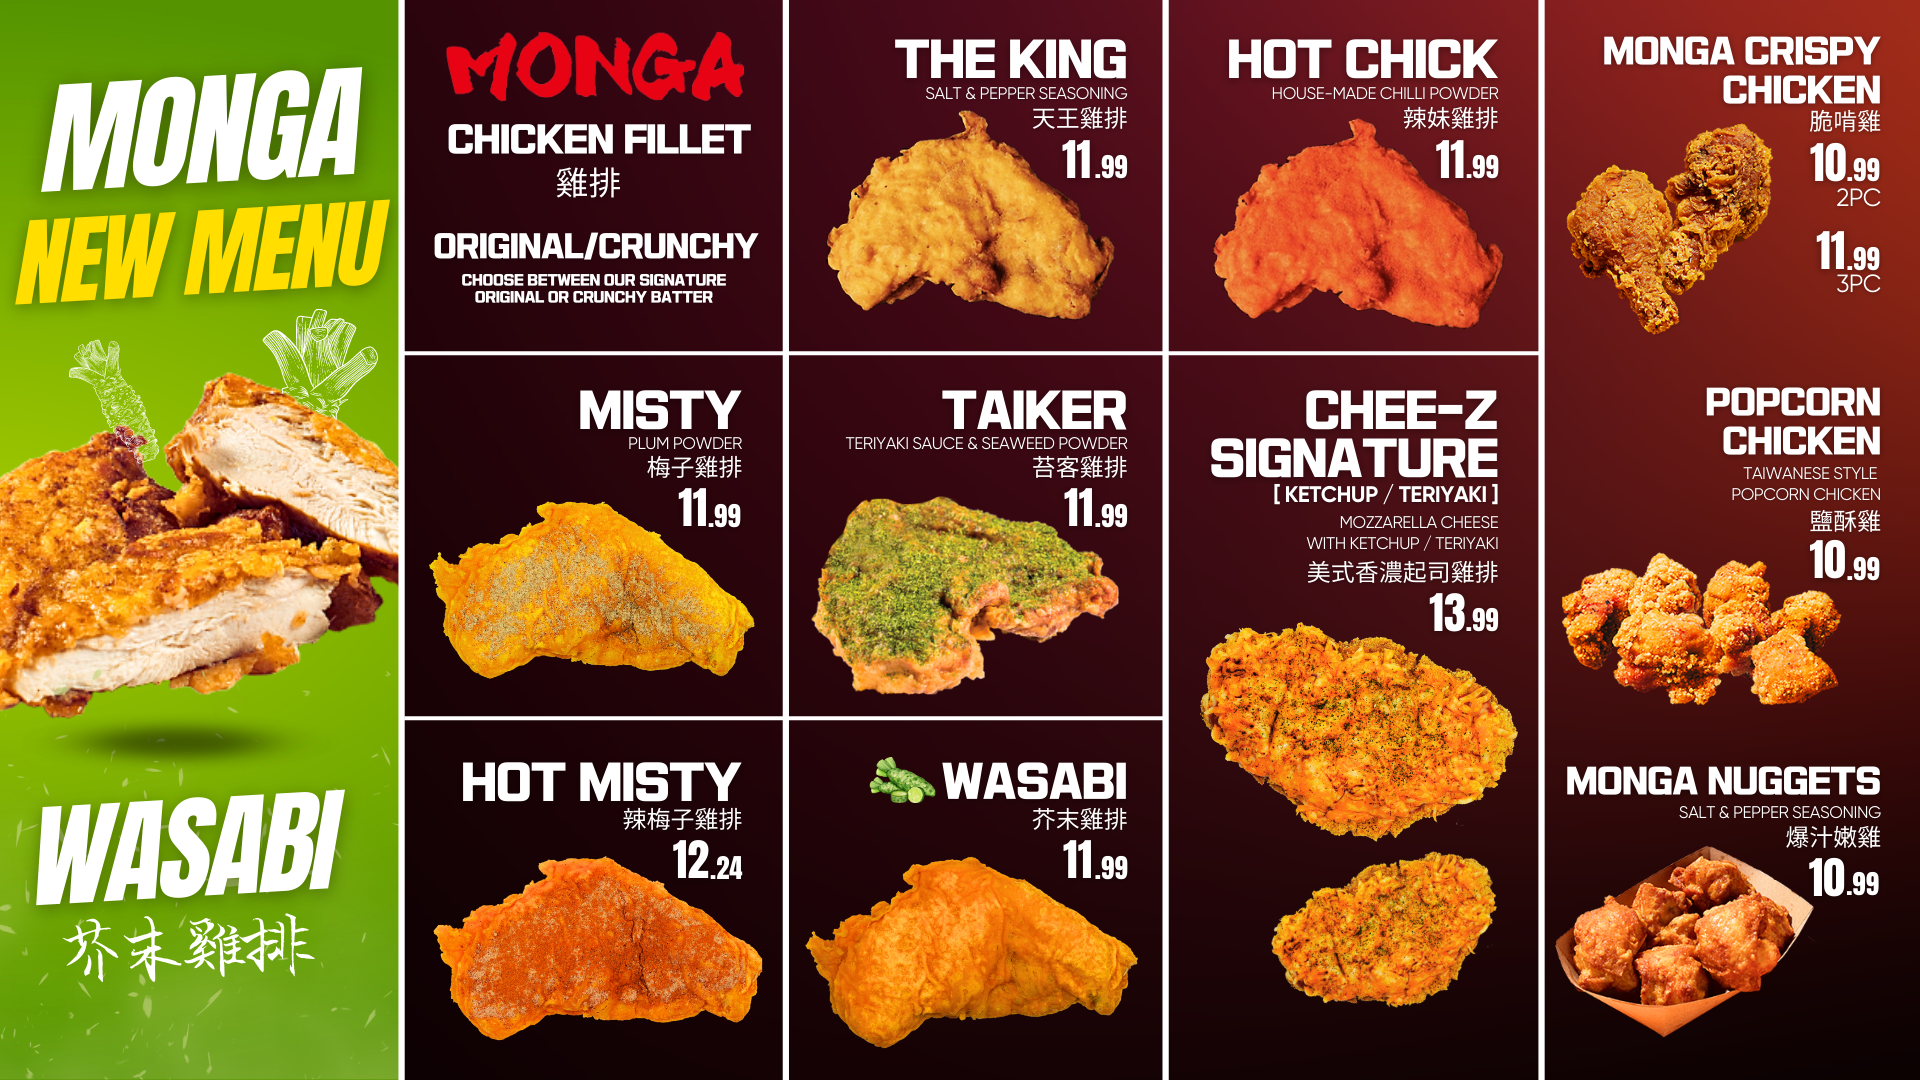 MONGA
NEW MENU
WASABI
芥末雞排
MONGA
CHICKEN FILLET
雞排
ORIGINAL/CRUNCHY
CHOOSE BETWEEN OUR SIGNATURE
ORIGINAL OR CRUNCHY BATTER
THE KING
SALT & PEPPER SEASONING
天王雞排
11.99
HOT CHICK
HOUSE-MADE CHILLI POWDER
辣妹雞排
11.99
MISTY
PLUM POWDER
梅子雞排
11.99
TAIKER
TERIYAKI SAUCE & SEAWEED POWDER
苔客雞排
11.99
CHEE-Z
SIGNATURE
[ KETCHUP / TERIYAKI ]
MOZZARELLA CHEESE
WITH KETCHUP / TERIYAKI
美式香濃起司雞排
13.99
HOT MISTY
辣梅子雞排
12.24
WASABI
芥末雞排
11.99
MONGA CRISPY
CHICKEN
脆啃雞
10.99
2PC
11.99
3PC
POPCORN
CHICKEN
TAIWANESE STYLE
POPCORN CHICKEN
鹽酥雞
10.99
MONGA NUGGETS
SALT & PEPPER SEASONING
爆汁嫩雞
10.99